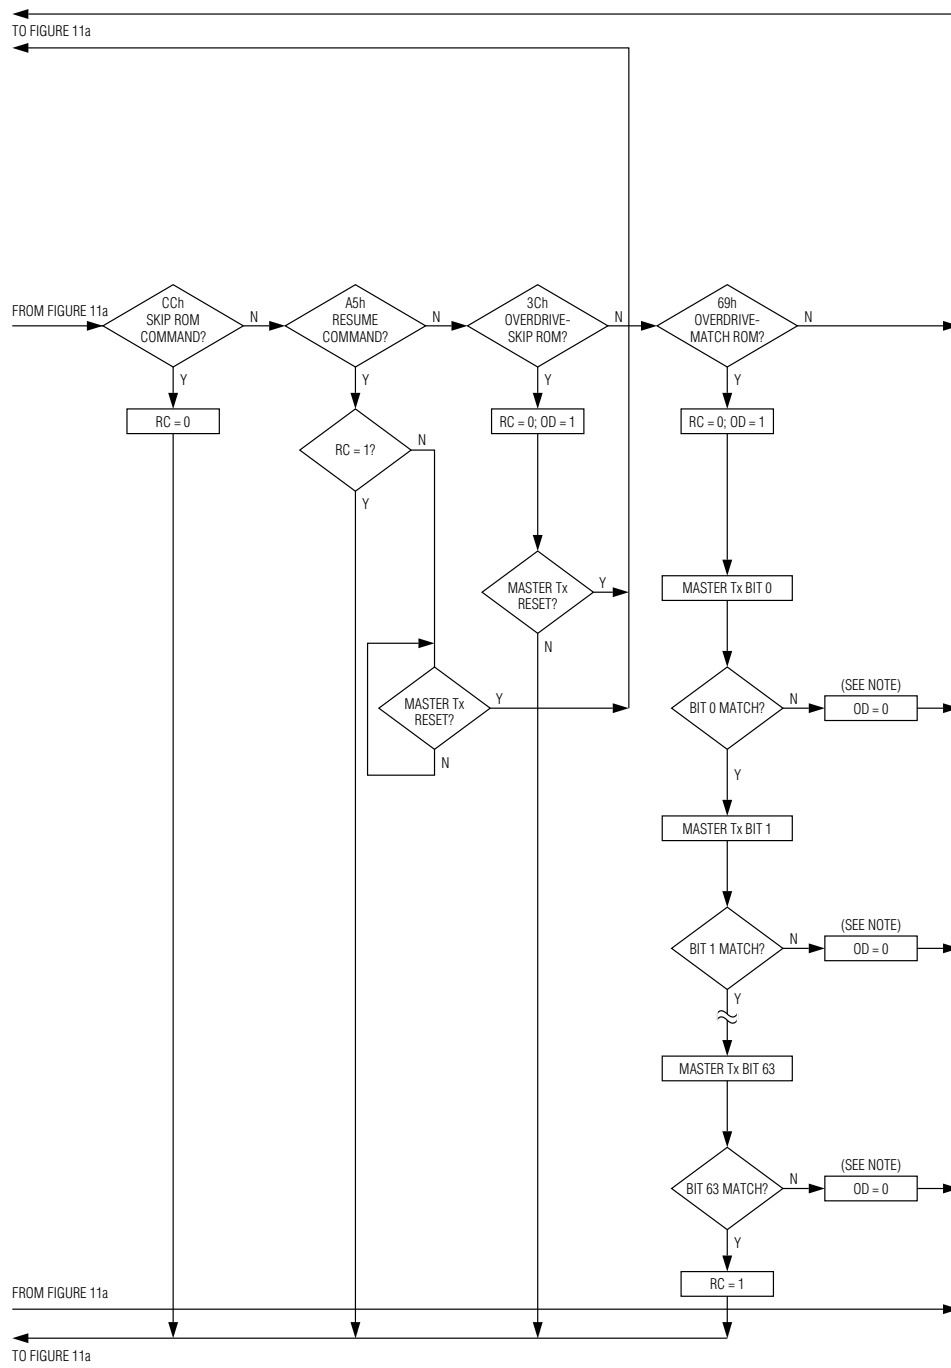 TO FIGURE 11a
FROM FIGURE 11a
CCh
SKIP ROM
COMMAND?
N
Y
RC = 0
A5h
RESUME
COMMAND?
N
Y
RC = 1?
N
Y
MASTER Tx
RESET?
Y
N
3Ch
OVERDRIVE-
SKIP ROM?
N
Y
RC = 0; OD = 1
MASTER Tx
RESET?
Y
N
69h
OVERDRIVE-
MATCH ROM?
N
Y
RC = 0; OD = 1
MASTER Tx BIT 0
BIT 0 MATCH?
N
(SEE NOTE)
OD = 0
Y
MASTER Tx BIT 1
BIT 1 MATCH?
N
(SEE NOTE)
OD = 0
Y
MASTER Tx BIT 63
BIT 63 MATCH?
N
(SEE NOTE)
OD = 0
Y
RC = 1
FROM FIGURE 11a
TO FIGURE 11a